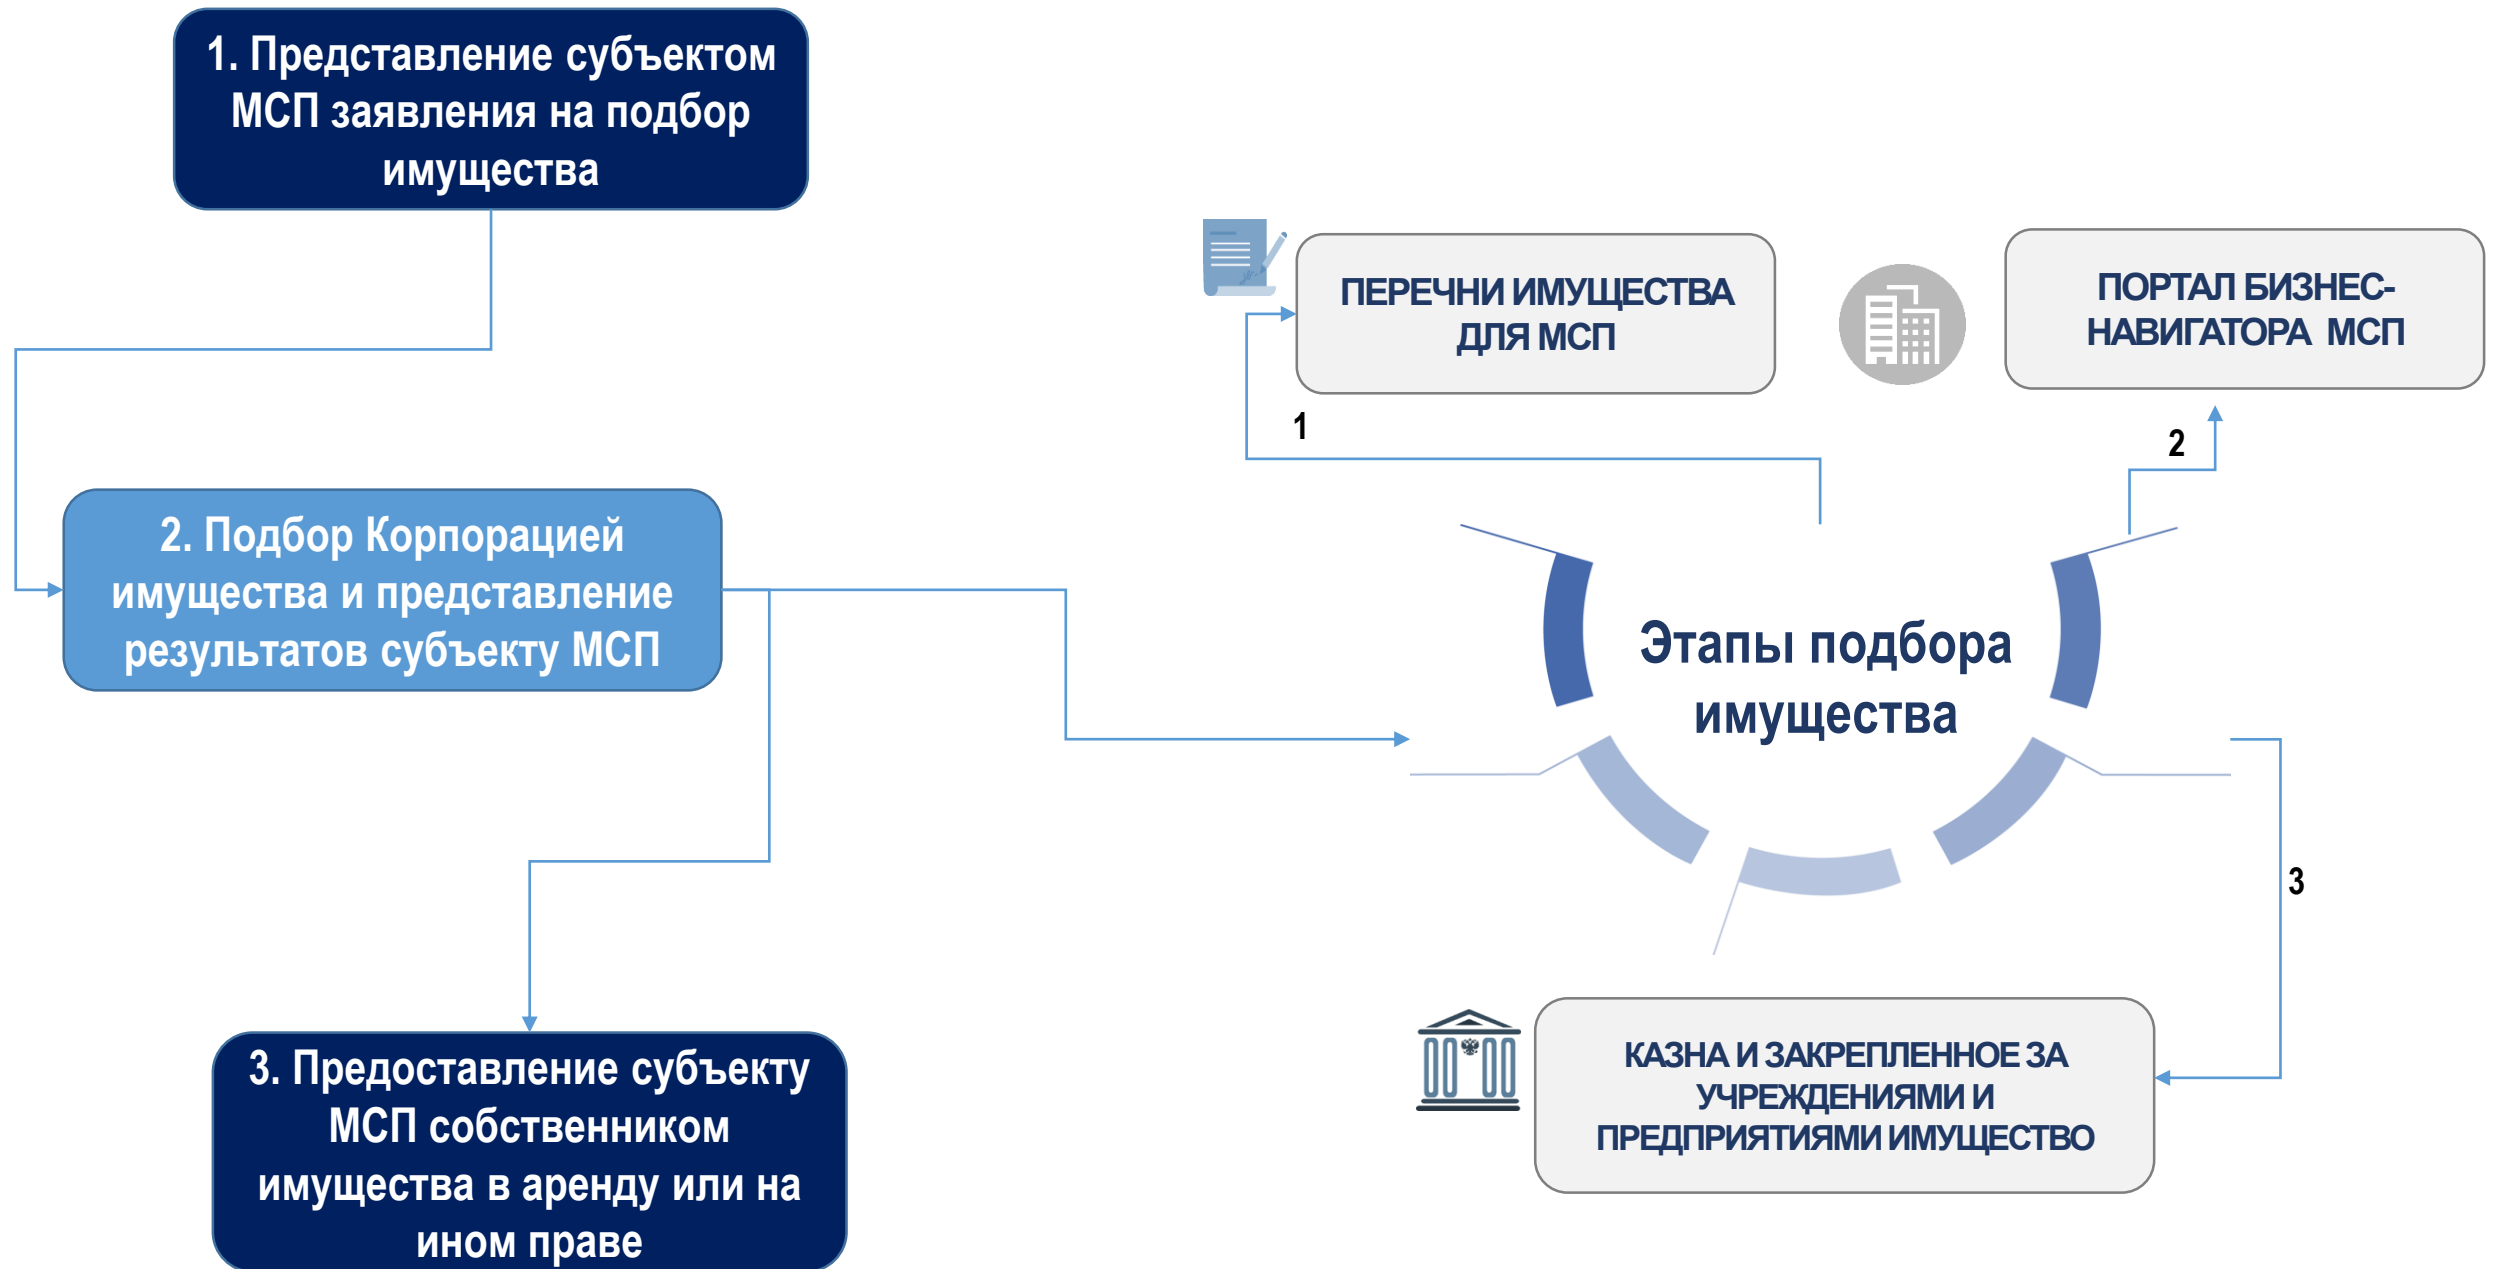 1. Представление субъектом
МСП заявления на подбор
имущества
2. Подбор Корпорацией
имущества и представление
результатов субъекту МСП
3. Предоставление субъекту
МСП собственником
имущества в аренду или на
ином праве
ПЕРЕЧНИ ИМУЩЕСТВА
ДЛЯ МСП
ПОРТАЛ БИЗНЕС-
НАВИГАТОРА МСП
1
2
Этапы подбора
имущества
3
КАЗНА И ЗАКРЕПЛЕННОЕ ЗА
УЧРЕЖДЕНИЯМИ И
ПРЕДПРИЯТИЯМИ ИМУЩЕСТВО